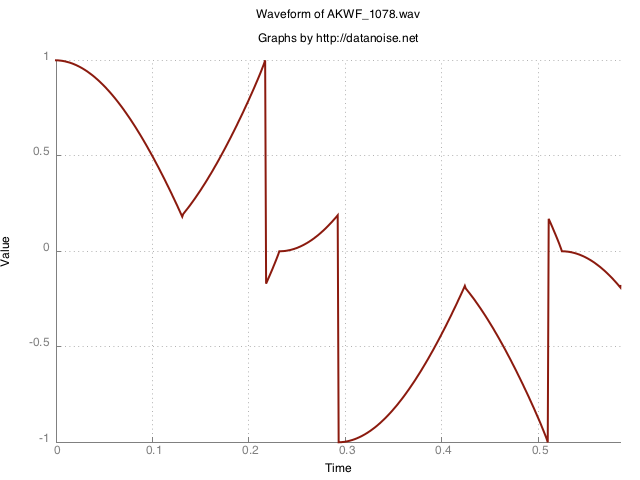 Waveform of AKWF_1078.wav
Graphs by http://datanoise.net
1
0.5
0
-0.5
-1
Value
0 0.1 0.2 0.3 0.4 0.5
Time